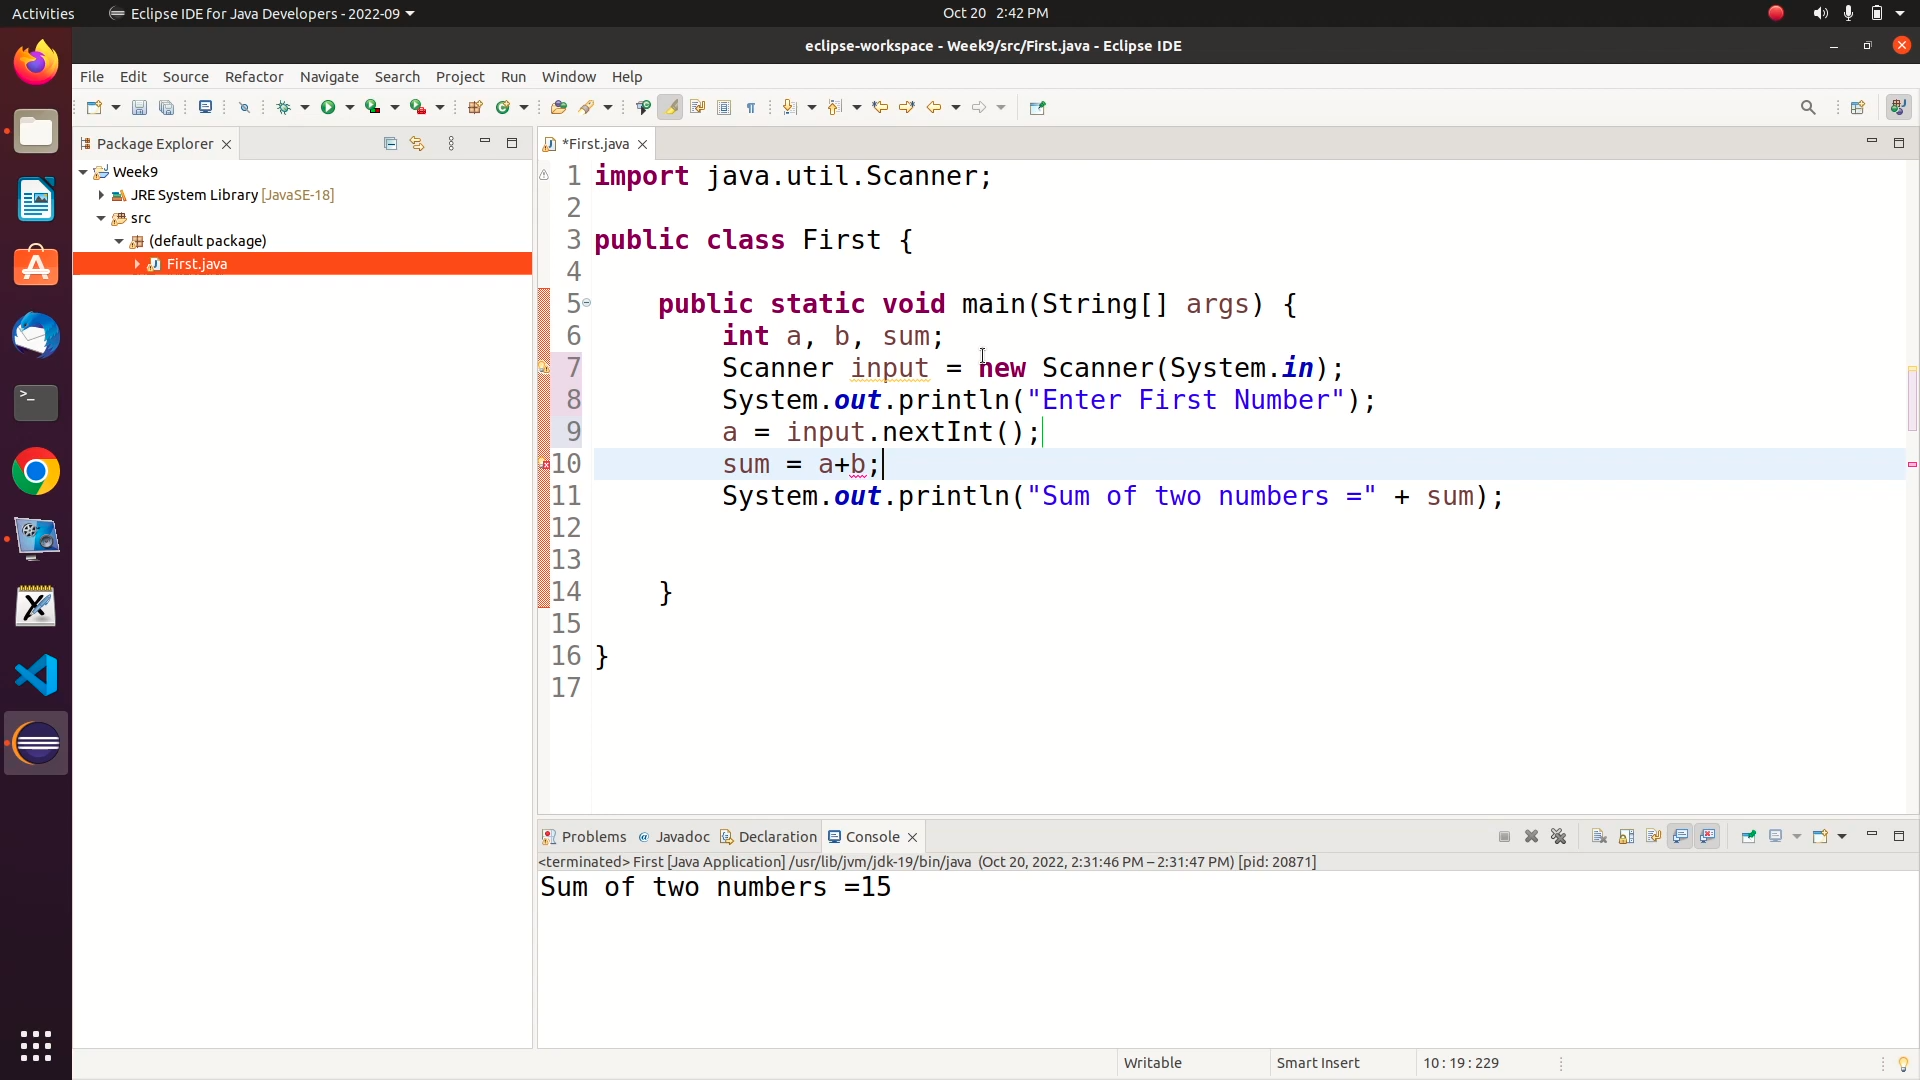 Activities Eclipse IDE for Java Developers - 2022-09 Oct 20 2:42 PM
eclipse-workspace - Week9/src/First.java - Eclipse IDE
File Edit Source Refactor Navigate Search Project Run Window Help
Package Explorer *First.java
Week9
JRE System Library [JavaSE-18]
src
(default package)
First.java
1 import java.util.Scanner;
2
3 public class First {
4
5 public static void main(String[] args) {
6 int a, b, sum;
7 Scanner input = new Scanner(System.in);
8 System.out.println("Enter First Number");
9 a = input.nextInt();
10 sum = a+b;
11 System.out.println("Sum of two numbers =" + sum);
12
13
14 }
15
16 }
17
Problems Javadoc Declaration Console
<terminated> First [Java Application] /usr/lib/jvm/jdk-19/bin/java (Oct 20, 2022, 2:31:46 PM – 2:31:47 PM) [pid: 20871]
Sum of two numbers =15
Writable Smart Insert 10 : 19 : 229